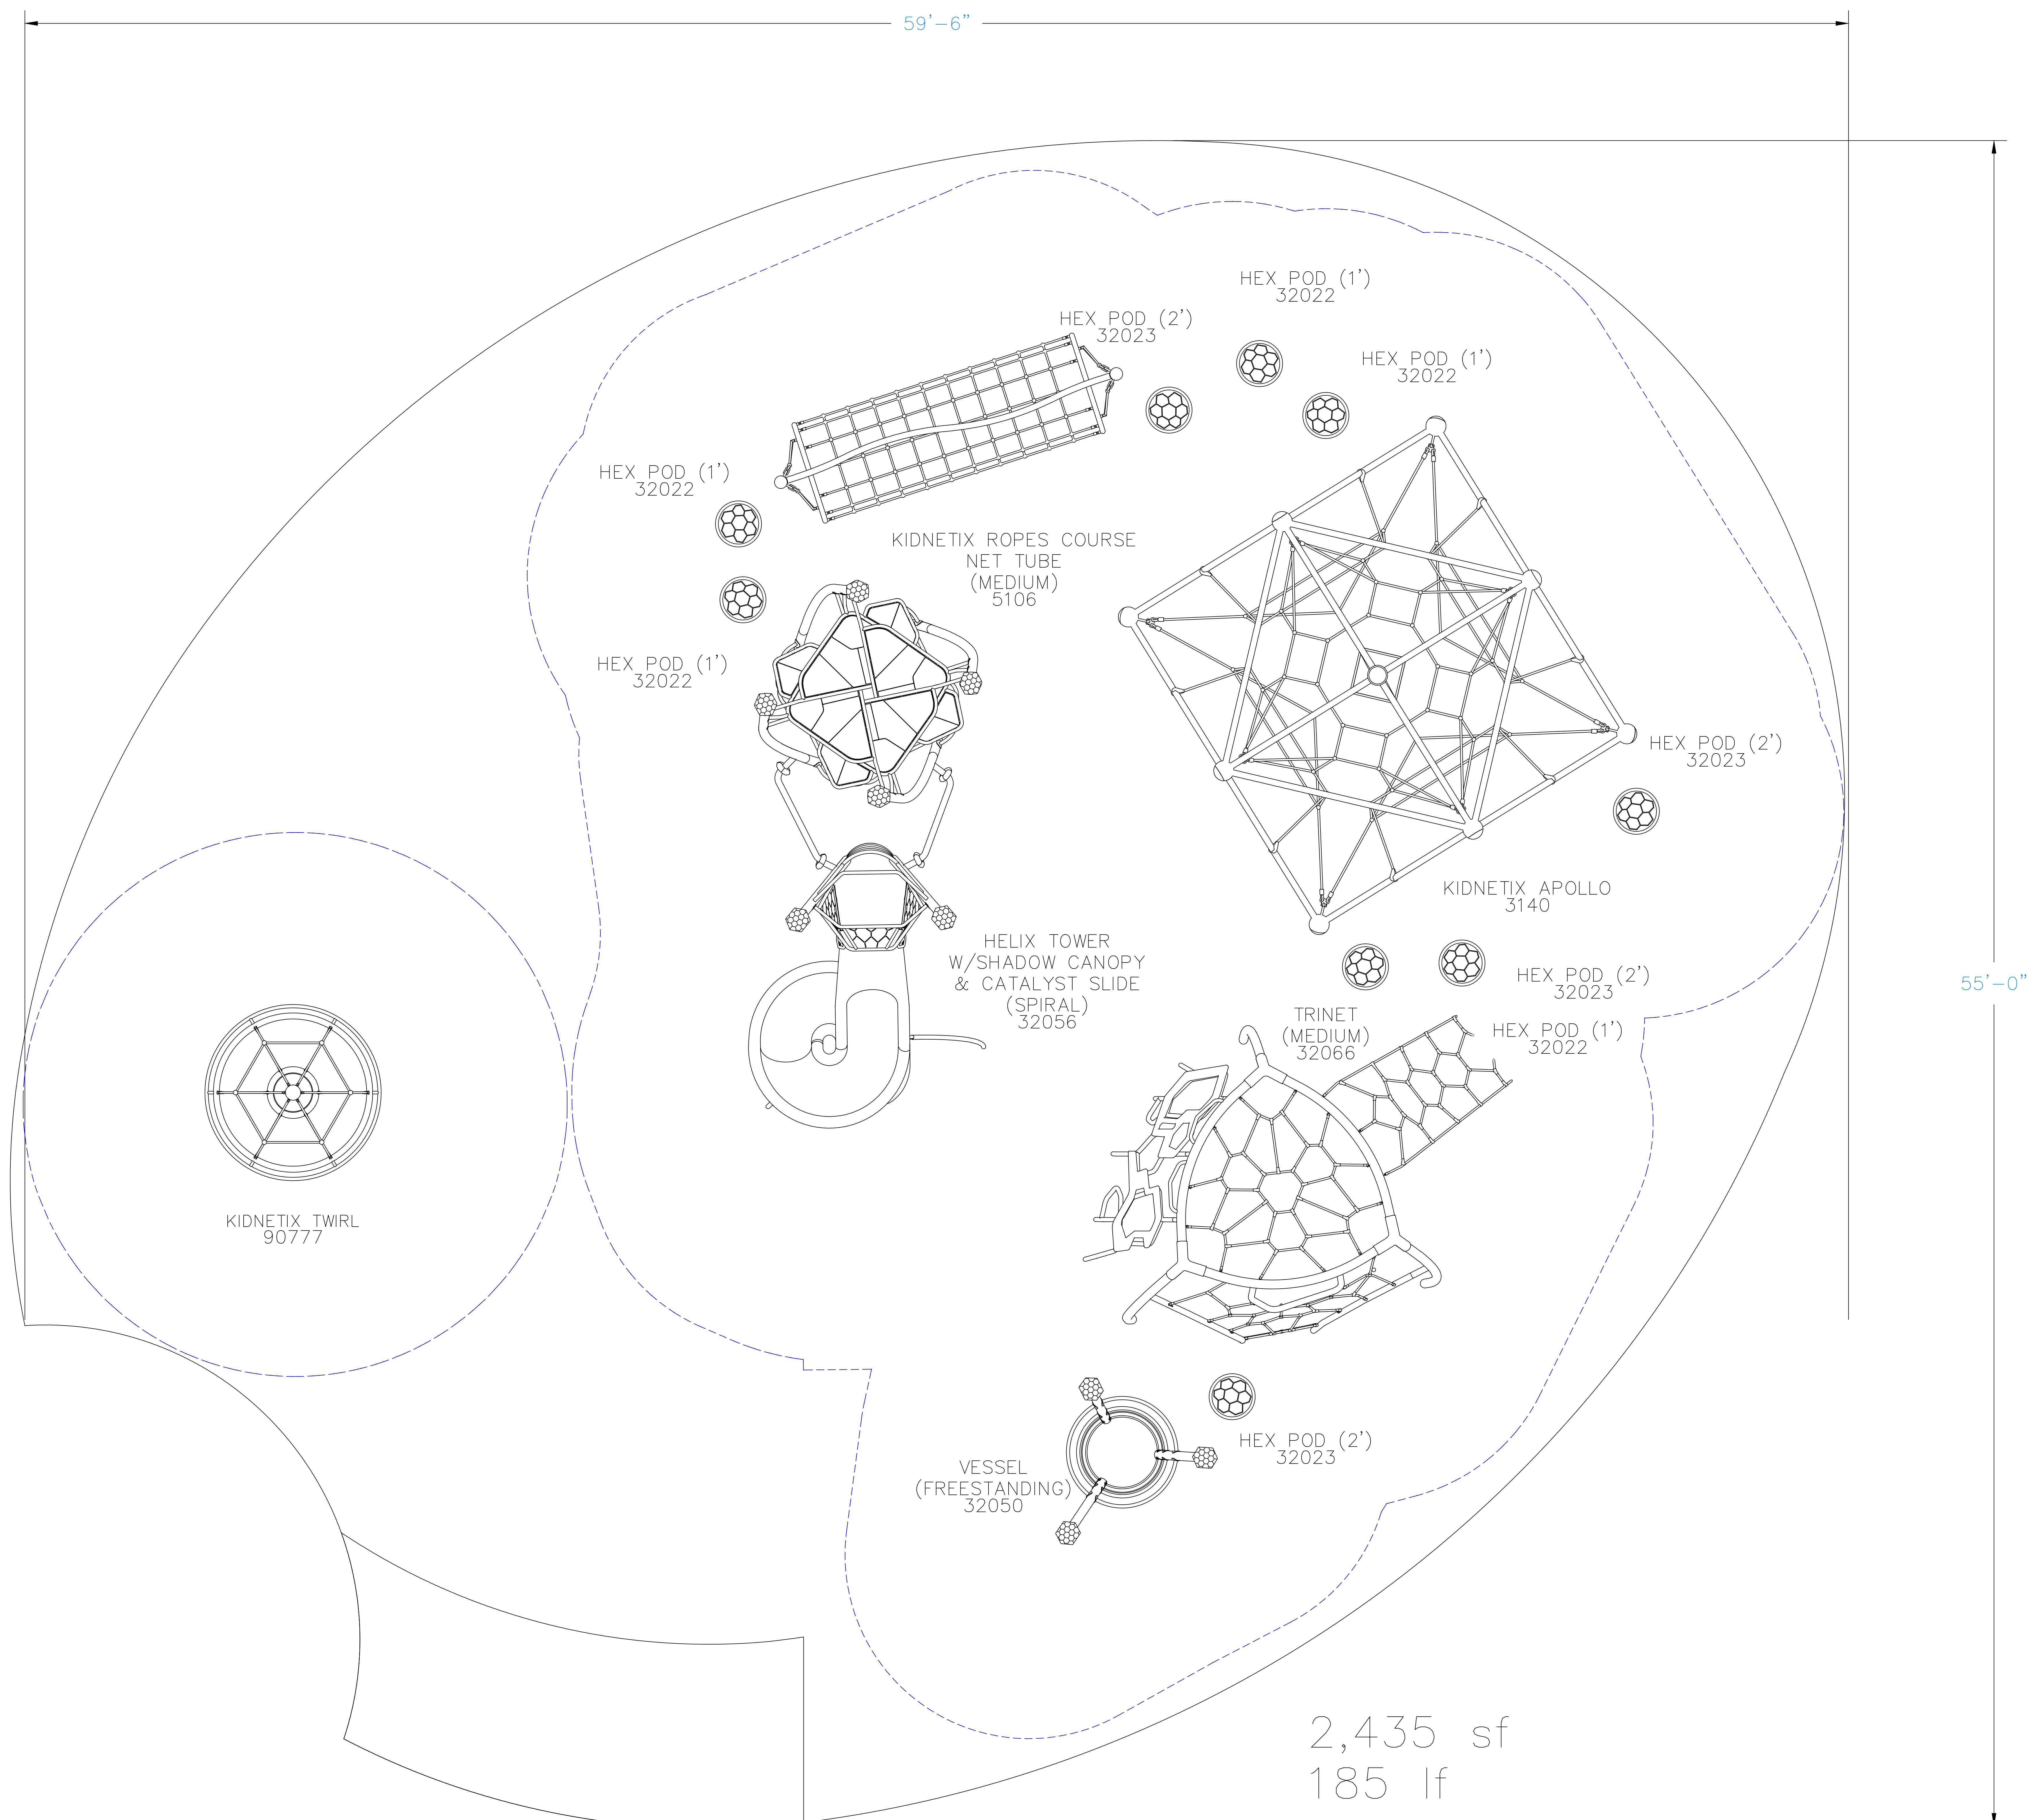 59'-6"
HEX POD (1')
32022
HEX POD (2')
32023
HEX POD (1')
32022
HEX POD (1')
32022
KIDNETIX ROPES COURSE
NET TUBE
(MEDIUM)
5106
HEX POD (1')
32022
HEX POD (2')
32023
KIDNETIX APOLLO
3140
HELIX TOWER
W/SHADOW CANOPY
& CATALYST SLIDE
(SPIRAL)
32056
HEX POD (2')
32023
55'-0"
TRINET
(MEDIUM)
32066
HEX POD (1')
32022
KIDNETIX TWIRL
90777
HEX POD (2')
32023
VESSEL
(FREESTANDING)
32050
2,435 sf
185 lf